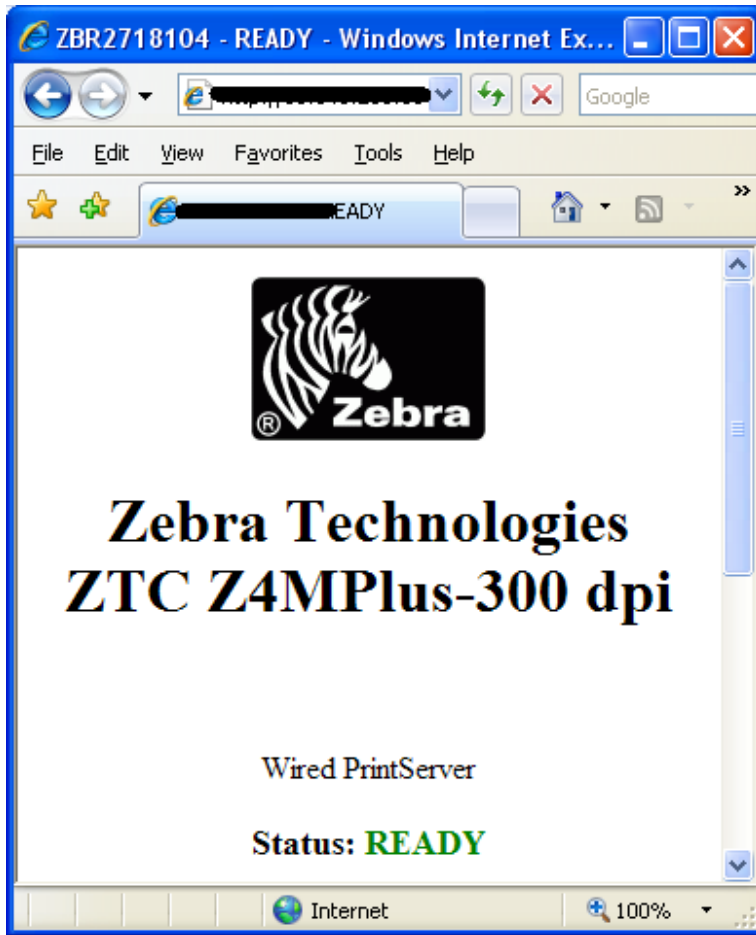 ZBR2718104 - READY - Windows Internet Ex...
Google
File Edit View Favorites Tools Help
EADY
»
® Zebra
Zebra Technologies
ZTC Z4MPlus-300 dpi
Wired PrintServer
Status: READY
Internet 100%